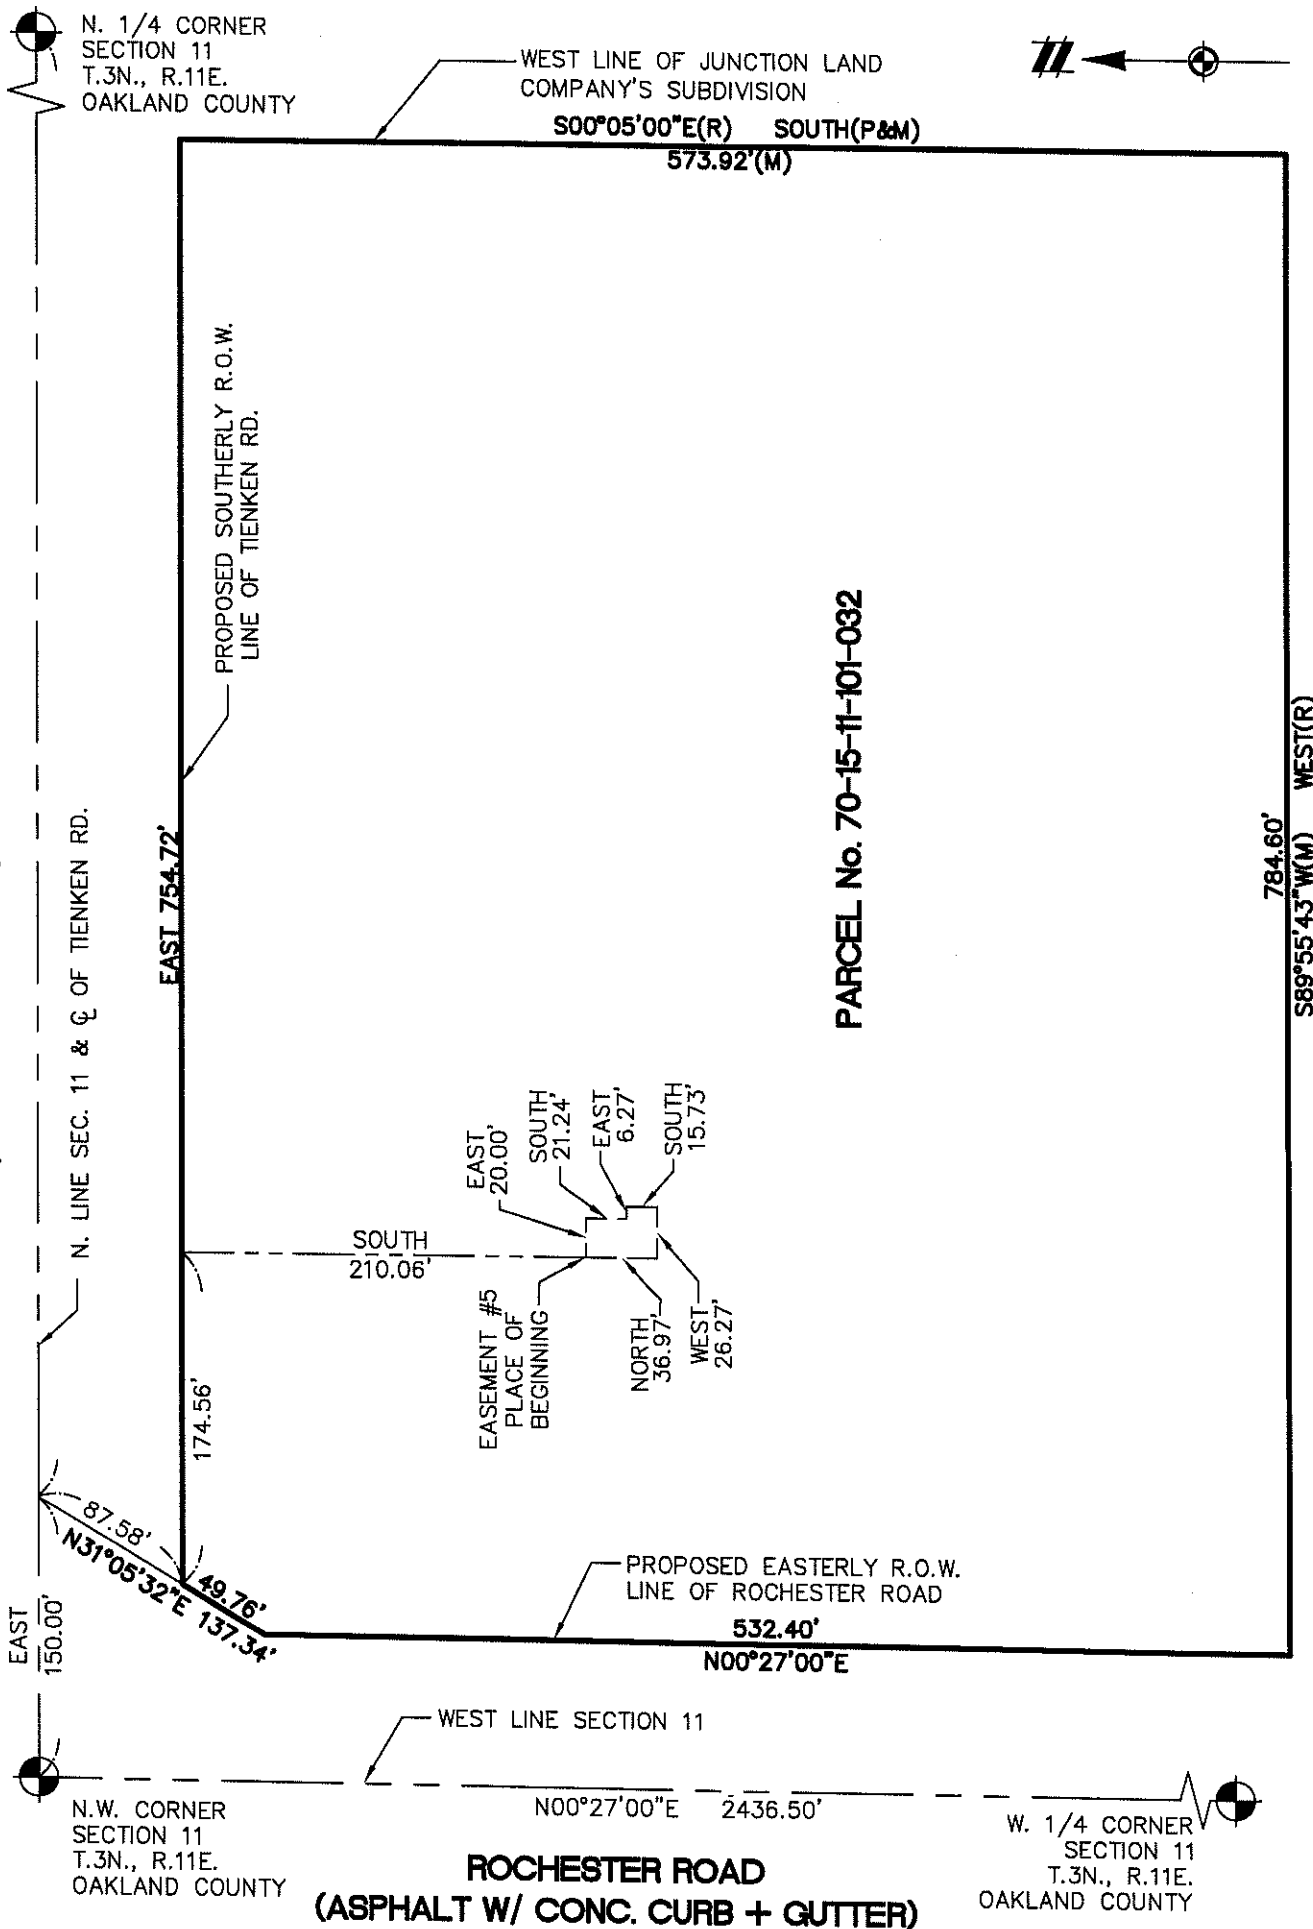 N. 1/4 CORNER
SECTION 11
T.3N., R.11E.
OAKLAND COUNTY
WEST LINE OF JUNCTION LAND
COMPANY'S SUBDIVISION
S00°05'00"E(R) SOUTH(P&M)
573.92'(M)
PROPOSED SOUTHERLY R.O.W.
LINE OF TIENKEN RD.
EAST 754.72'
N. LINE SEC. 11 & ℄ OF TIENKEN RD.
PARCEL No. 70-15-11-101-032
784.60'
S89°55'43"W(M) WEST(R)
EAST
20.00'
SOUTH
21.24'
EAST
6.27'
SOUTH
15.73'
SOUTH
210.06'
EASEMENT #5
PLACE OF
BEGINNING
NORTH
36.97'
WEST
26.27'
174.56'
87.58'
N31°05'32"E 137.34'
49.76'
EAST
150.00'
PROPOSED EASTERLY R.O.W.
LINE OF ROCHESTER ROAD
532.40'
N00°27'00"E
WEST LINE SECTION 11
N00°27'00"E 2436.50'
N.W. CORNER
SECTION 11
T.3N., R.11E.
OAKLAND COUNTY
W. 1/4 CORNER
SECTION 11
T.3N., R.11E.
OAKLAND COUNTY
ROCHESTER ROAD
(ASPHALT W/ CONC. CURB + GUTTER)